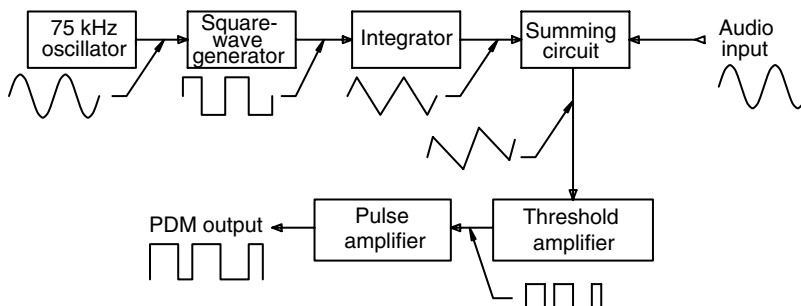 75 kHz
oscillator
Square-
wave
generator
Integrator
Summing
circuit
Audio
input
PDM output
Pulse
amplifier
Threshold
amplifier